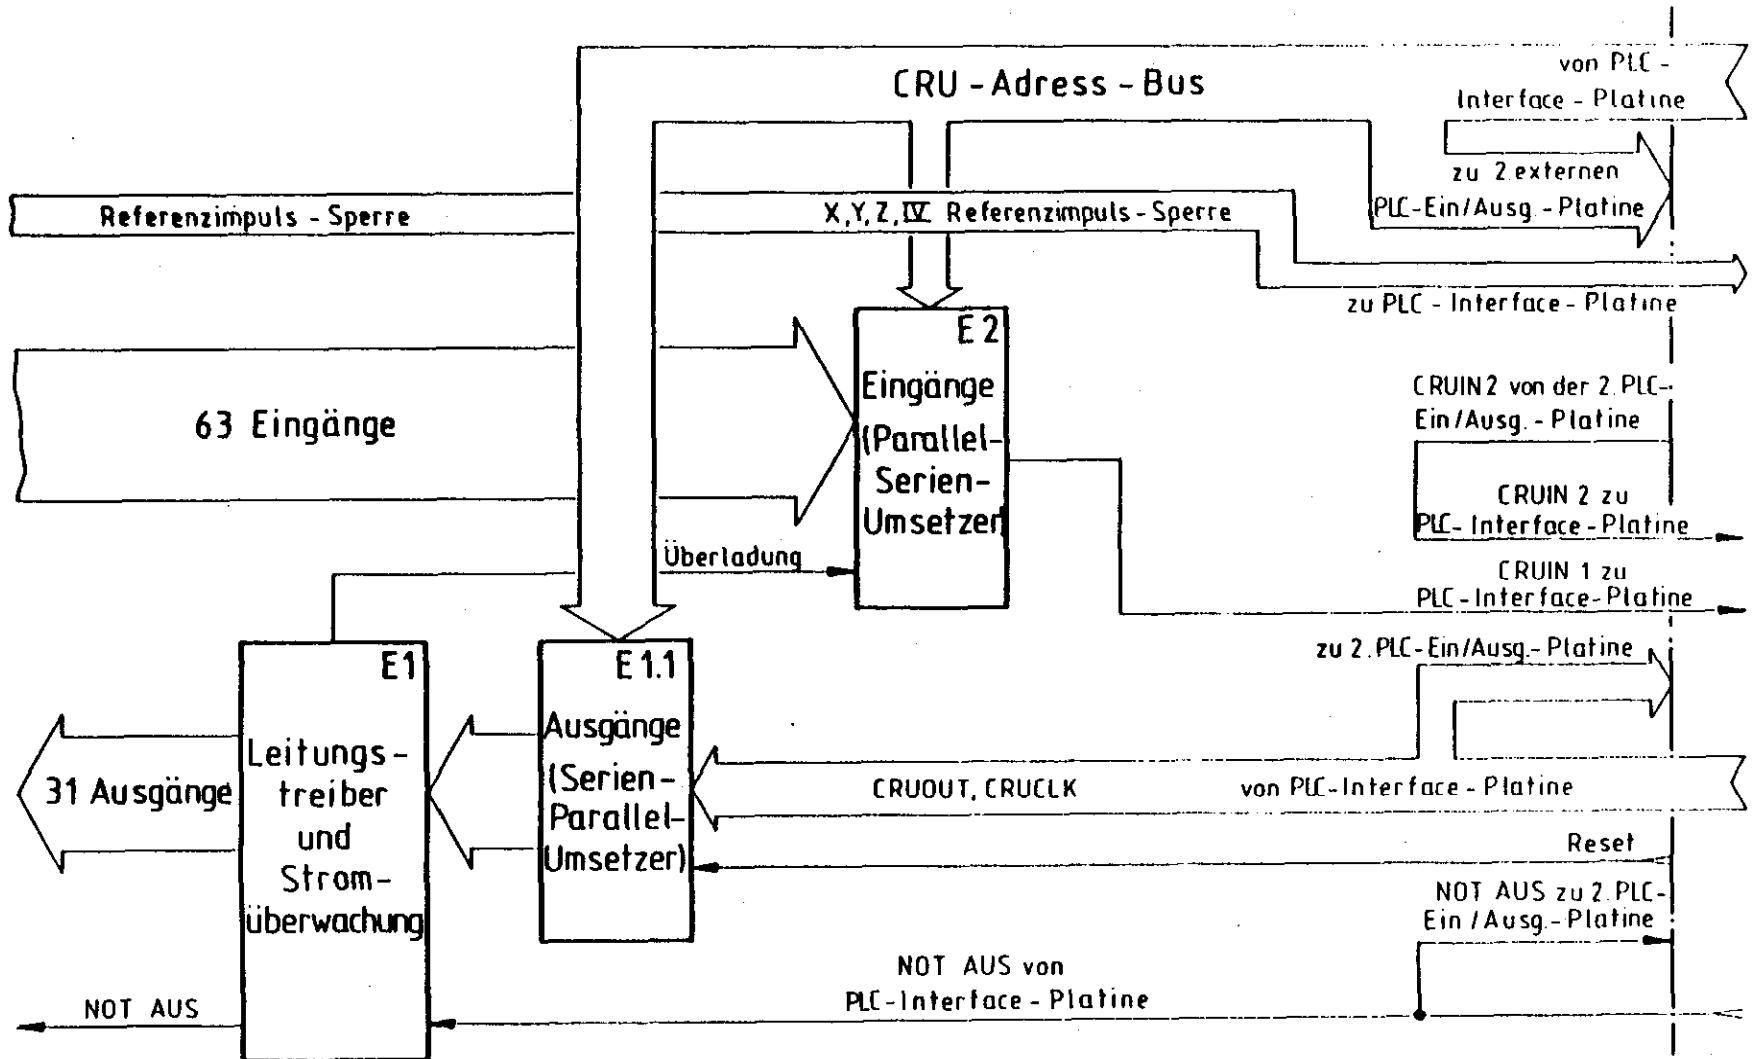 CRU - Adress - Bus
von PLC -
Interface - Platine
zu 2 externen
PLC-Ein/Ausg. - Platine
Referenzimpuls - Sperre
X, Y, Z, IV Referenzimpuls - Sperre
zu PLC - Interface - Platine
63 Eingänge
E 2
Eingänge
(Parallel-
Serien-
Umsetzer)
CRUIN 2 von der 2. PLC-
Ein/Ausg. - Platine
CRUIN 2 zu
PLC- Interface - Platine
Überladung
CRUIN 1 zu
PLC - Interface- Platine
zu 2. PLC-Ein/Ausg.- Platine
E1
Leitungs -
treiber
und
Strom-
überwachung
E 1.1
Ausgänge
(Serien-
Parallel-
Umsetzer)
31 Ausgänge
CRUOUT, CRUCLK
von PLC-Interface - Platine
Reset
NOT AUS zu 2. PLC-
Ein / Ausg.- Platine
NOT AUS von
PLC-Interface - Platine
NOT AUS